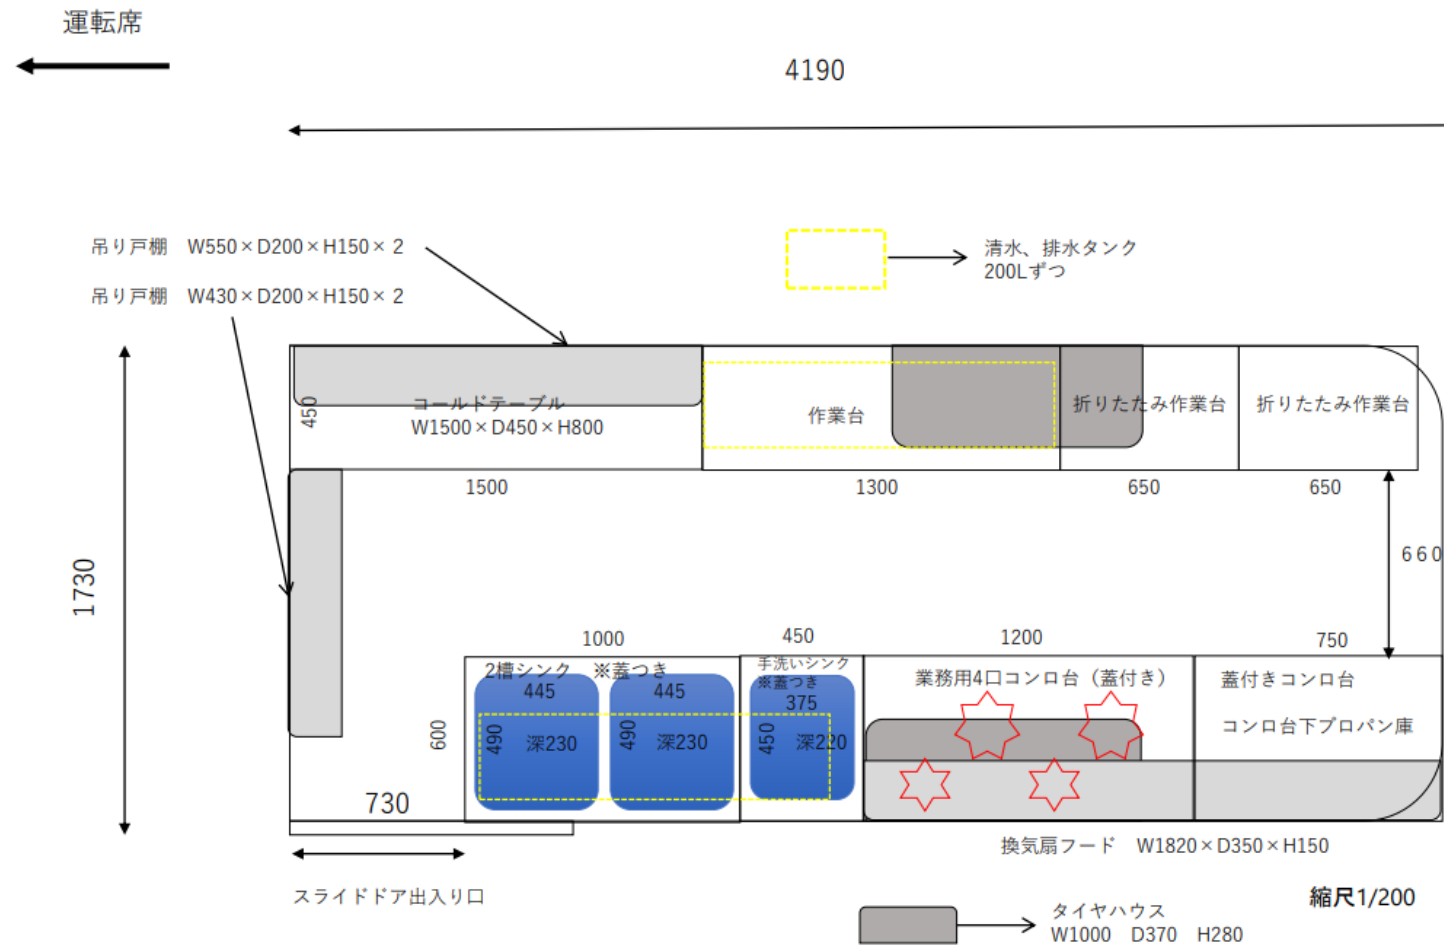 運転席
4190
吊り戸棚 W550×D200×H150×2
吊り戸棚 W430×D200×H150×2
清水、排水タンク
200Lずつ
450
コールドテーブル
W1500×D450×H800
作業台
折りたたみ作業台
折りたたみ作業台
1500
1300
650
650
1730
660
1000
450
1200
750
2槽シンク ※蓋つき
手洗いシンク
※蓋つき
業務用4口コンロ台（蓋付き）
蓋付きコンロ台
コンロ台下プロパン庫
445
445
375
600
490
深230
490
深230
450
深220
730
換気扇フード W1820×D350×H150
スライドドア出入り口
縮尺1/200
タイヤハウス
W1000 D370 H280